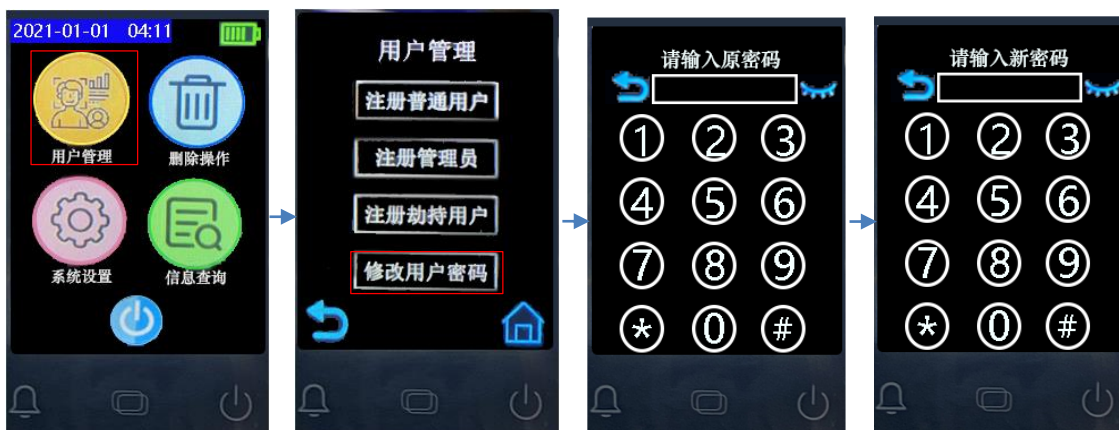 2021-01-01 04:11
用户管理 删除操作
系统设置 信息查询
用户管理
注册普通用户
注册管理员
注册劫持用户
修改用户密码
请输入原密码
1 2 3
4 5 6
7 8 9
* 0 #
请输入新密码
1 2 3
4 5 6
7 8 9
* 0 #